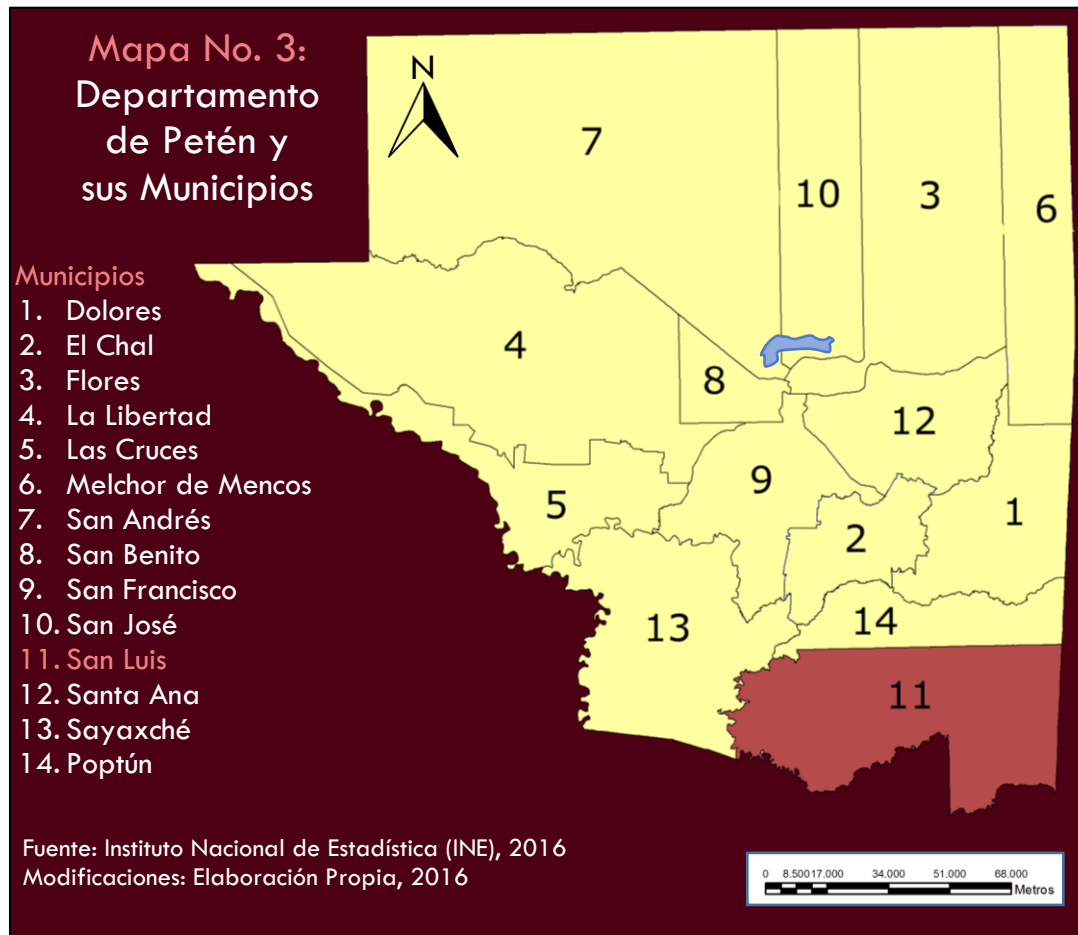 Mapa No. 3:
Departamento
de Petén y
sus Municipios
N
Municipios
1. Dolores
2. El Chal
3. Flores
4. La Libertad
5. Las Cruces
6. Melchor de Mencos
7. San Andrés
8. San Benito
9. San Francisco
10. San José
11. San Luis
12. Santa Ana
13. Sayaxché
14. Poptún
7
10
3
6
4
8
12
9
5
1
2
14
13
11
Fuente: Instituto Nacional de Estadística (INE), 2016
Modificaciones: Elaboración Propia, 2016
0 8.500 17.000 34.000 51.000 68.000
Metros